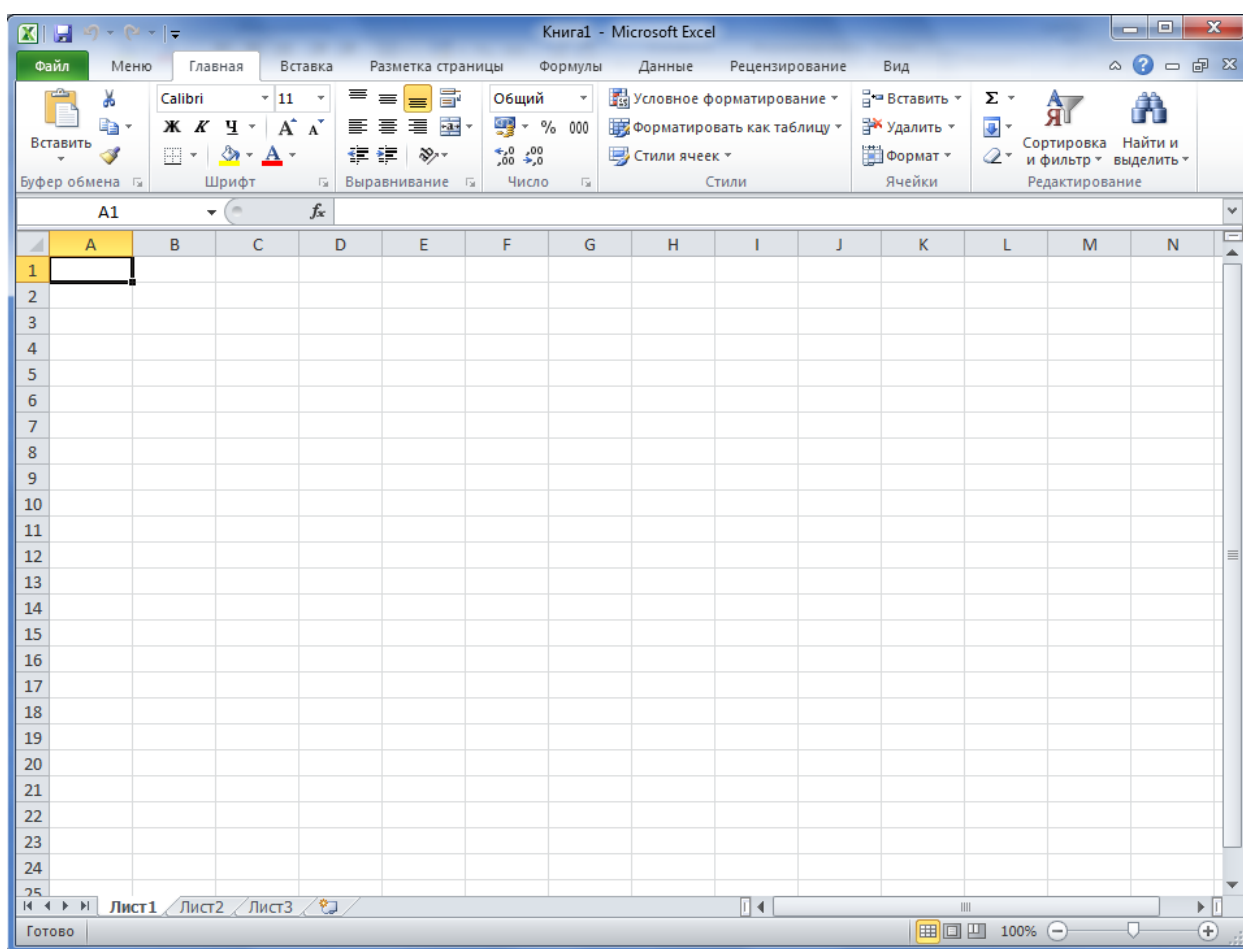 Книга1 - Microsoft Excel
Файл Меню Главная Вставка Разметка страницы Формулы Данные Рецензирование Вид
Calibri 11 Общий Условное форматирование Вставить Σ
Ж К Ч А А % 000 Форматировать как таблицу Удалить
Вставить А ,00 ,0 Стили ячеек Формат Сортировка и фильтр Найти и выделить
Буфер обмена Шрифт Выравнивание Число Стили Ячейки Редактирование
A1 fx
A B C D E F G H I J K L M N
1
2
3
4
5
6
7
8
9
10
11
12
13
14
15
16
17
18
19
20
21
22
23
24
25
Лист1 Лист2 Лист3
Готово 100%